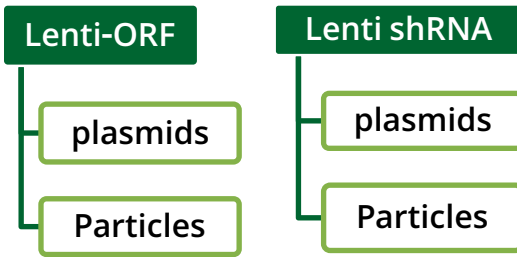 Lenti-ORF
plasmids
Particles
Lenti shRNA
plasmids
Particles